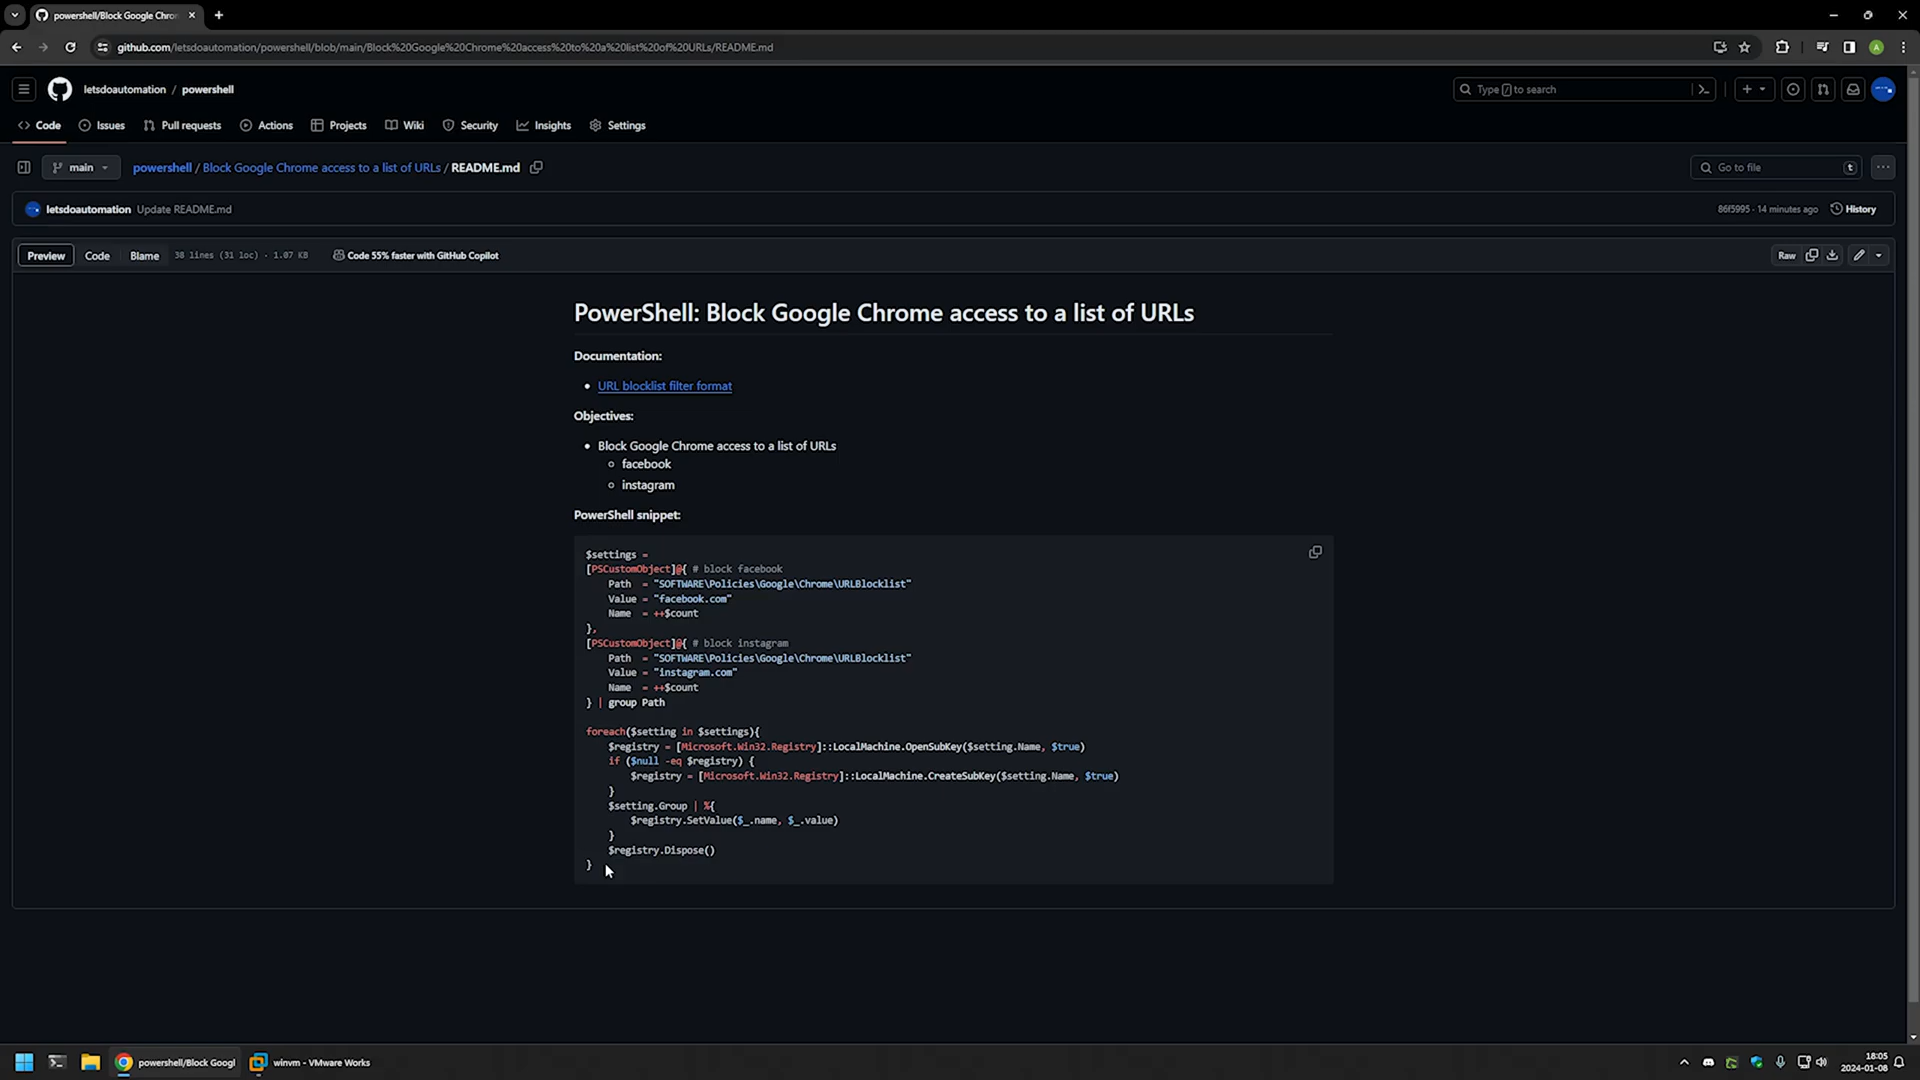 powershell/Block Google Chro
github.com/letsdoautomation/powershell/blob/main/Block%20Google%20Chrome%20access%20to%20a%20list%20of%20URLs/README.md
A
letsdoautomation / powershell
Type / to search
Code
Issues
Pull requests
Actions
Projects
Wiki
Security
Insights
Settings
main
powershell / Block Google Chrome access to a list of URLs / README.md
Go to file
t
letsdoautomation Update README.md
86f5995 · 14 minutes ago
History
Preview
Code
Blame
38 lines (31 loc) · 1.07 KB
Code 55% faster with GitHub Copilot
Raw
PowerShell: Block Google Chrome access to a list of URLs
Documentation:
• URL blocklist filter format
Objectives:
• Block Google Chrome access to a list of URLs
◦ facebook
◦ instagram
PowerShell snippet:
$settings =
[PSCustomObject]@{ # block facebook
    Path  = "SOFTWARE\Policies\Google\Chrome\URLBlocklist"
    Value = "facebook.com"
    Name  = ++$count
},
[PSCustomObject]@{ # block instagram
    Path  = "SOFTWARE\Policies\Google\Chrome\URLBlocklist"
    Value = "instagram.com"
    Name  = ++$count
} | group Path
foreach($setting in $settings){
    $registry = [Microsoft.Win32.Registry]::LocalMachine.OpenSubKey($setting.Name, $true)
    if ($null -eq $registry) {
        $registry = [Microsoft.Win32.Registry]::LocalMachine.CreateSubKey($setting.Name, $true)
    }
    $setting.Group | %{
        $registry.SetValue($_.name, $_.value)
    }
    $registry.Dispose()
}
powershell/Block Googl
winvm - VMware Works
18:05
2024-01-08